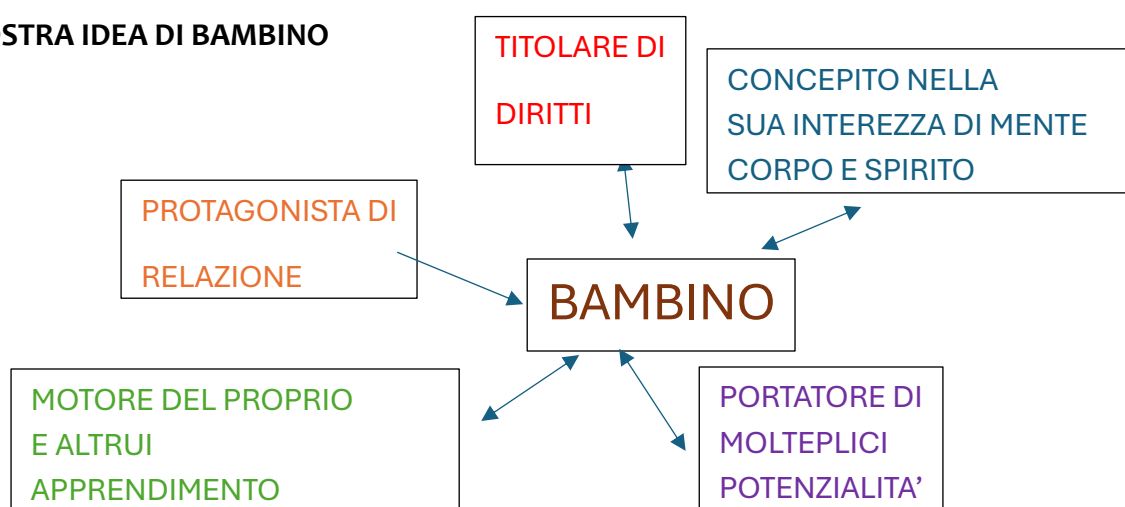 OSTRA IDEA DI BAMBINO
TITOLARE DI
DIRITTI
CONCEPITO NELLA
SUA INTEREZZA DI MENTE
CORPO E SPIRITO
PROTAGONISTA DI
RELAZIONE
BAMBINO
MOTORE DEL PROPRIO
E ALTRUI
APPRENDIMENTO
PORTATORE DI
MOLTEPLICI
POTENZIALITA’